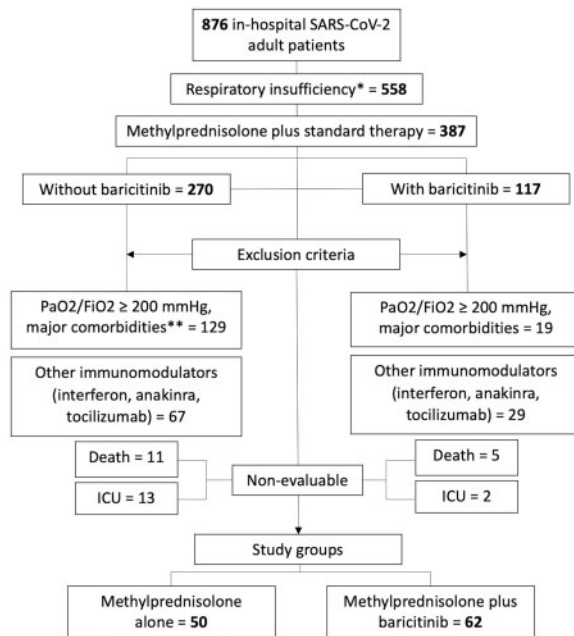 876 in-hospital SARS-CoV-2
adult patients
Respiratory insufficiency* = 558
Methylprednisolone plus standard therapy = 387
Without baricitinib = 270
With baricitinib = 117
Exclusion criteria
PaO2/FiO2 ≥ 200 mmHg,
major comorbidities** = 129
PaO2/FiO2 ≥ 200 mmHg,
major comorbidities = 19
Other immunomodulators
(interferon, anakinra,
tocilizumab) = 67
Other immunomodulators
(interferon, anakinra,
tocilizumab) = 29
Death = 11
Death = 5
Non-evaluable
ICU = 13
ICU = 2
Study groups
Methylprednisolone
alone = 50
Methylprednisolone plus
baricitinib = 62